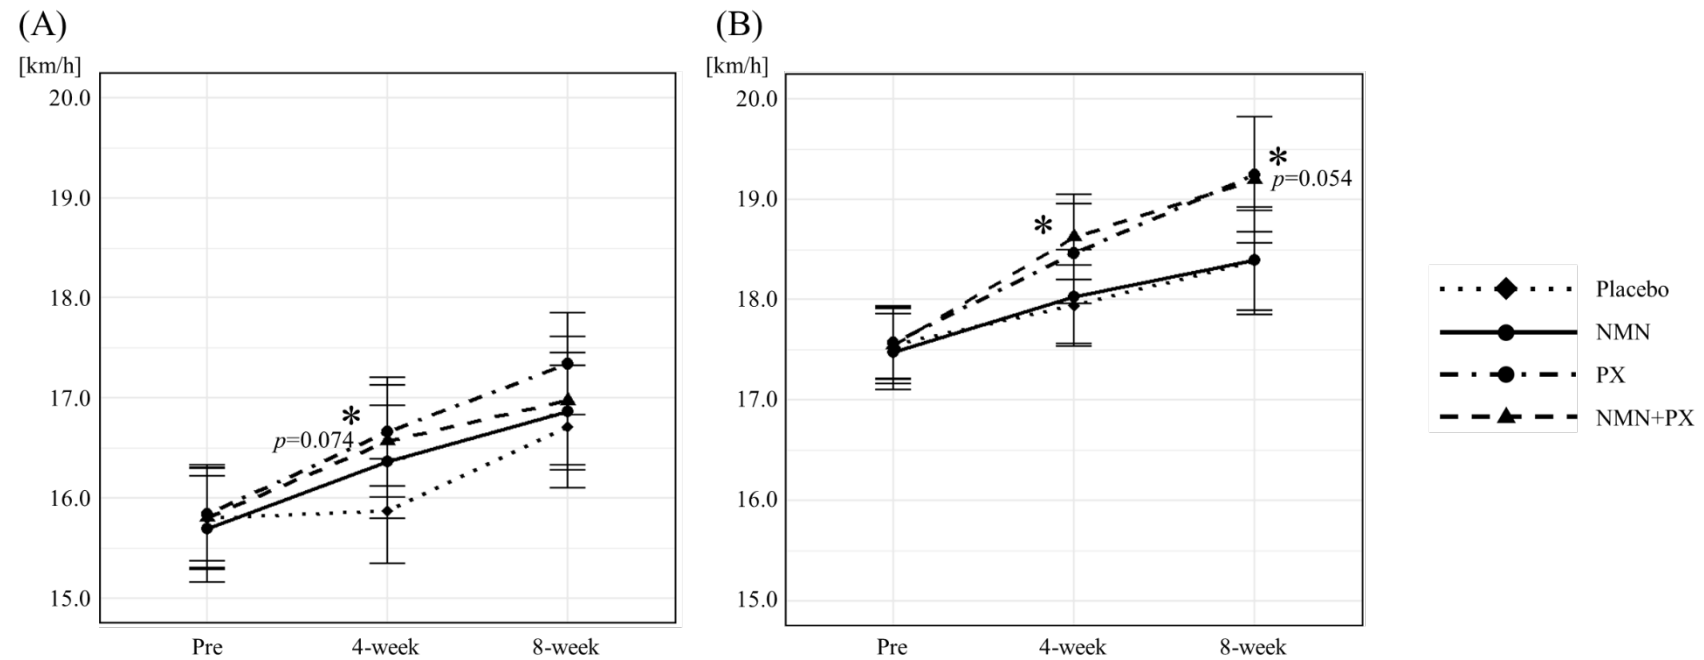 (A)
[km/h]
20.0
19.0
18.0
17.0
16.0
15.0
*
p=0.074
Pre
4-week
8-week
(B)
[km/h]
20.0
19.0
18.0
17.0
16.0
15.0
*
*
p=0.054
Pre
4-week
8-week
Placebo
NMN
PX
NMN+PX